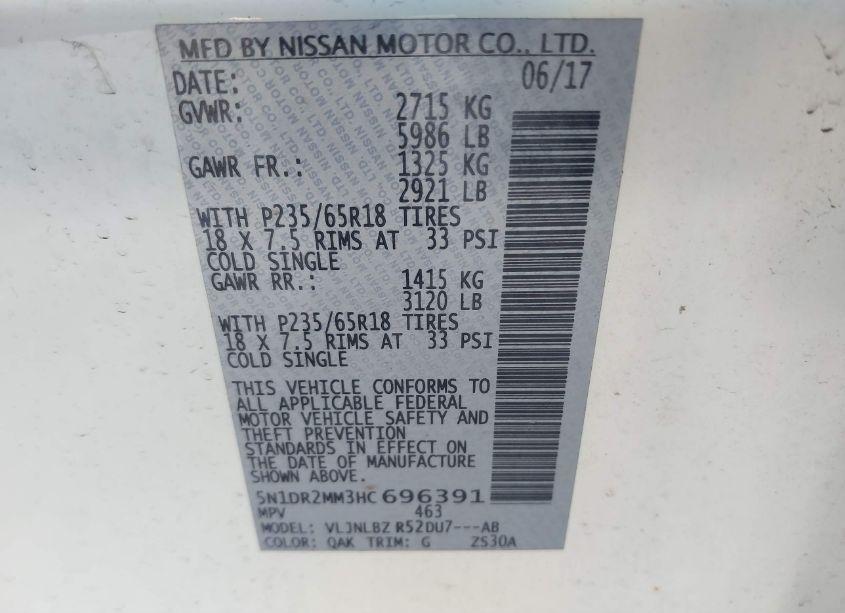 MFD BY NISSAN MOTOR CO., LTD.
DATE: 06/17
GVWR: 2715 KG
5986 LB
GAWR FR.: 1325 KG
2921 LB
WITH P235/65R18 TIRES
18 X 7.5 RIMS AT 33 PSI
COLD SINGLE
GAWR RR.: 1415 KG
3120 LB
WITH P235/65R18 TIRES
18 X 7.5 RIMS AT 33 PSI
COLD SINGLE
THIS VEHICLE CONFORMS TO
ALL APPLICABLE FEDERAL
MOTOR VEHICLE SAFETY AND
THEFT PREVENTION
STANDARDS IN EFFECT ON
THE DATE OF MANUFACTURE
SHOWN ABOVE.
5N1DR2MM3HC696391
MPV 463
MODEL: VLJNLBZ R52DU7---AB
COLOR: QAK TRIM: G ZS30A